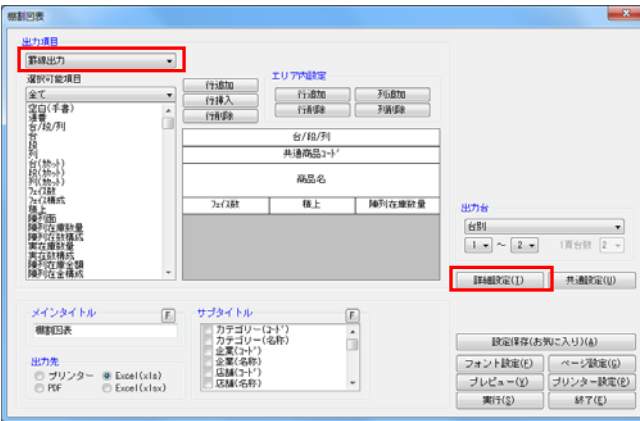 棚割図表
出力項目
罫線出力
選択可能項目
全て
空白(手書)
連番
台/段/列
台
段
列
台(ｶｾｯﾄ)
段(ｶｾｯﾄ)
列(ｶｾｯﾄ)
ﾌｪｲｽ数
ﾌｪｲｽ構成
積上
陳列面
陳列在庫数量
陳列在数構成
実在庫数量
実在数構成
陳列在庫金額
陳列在金構成
行追加
行挿入
行削除
エリア内設定
行追加
列追加
行削除
列削除
台/段/列
共通商品ｺｰﾄﾞ
商品名
ﾌｪｲｽ数
積上
陳列在庫数量
出力台
台別
1 ～ 2
1頁台数 2
詳細設定(T)
共通設定(U)
メインタイトル
F
棚割図表
サブタイトル
F
カテゴリー(ｺｰﾄﾞ)
カテゴリー(名称)
企業(ｺｰﾄﾞ)
企業(名称)
店舗(ｺｰﾄﾞ)
店舗(名称)
出力先
プリンター
Excel(xls)
PDF
Excel(xlsx)
設定保存(お気に入り)(A)
フォント設定(F)
ページ設定(G)
プレビュー(V)
プリンター設定(P)
実行(S)
終了(E)